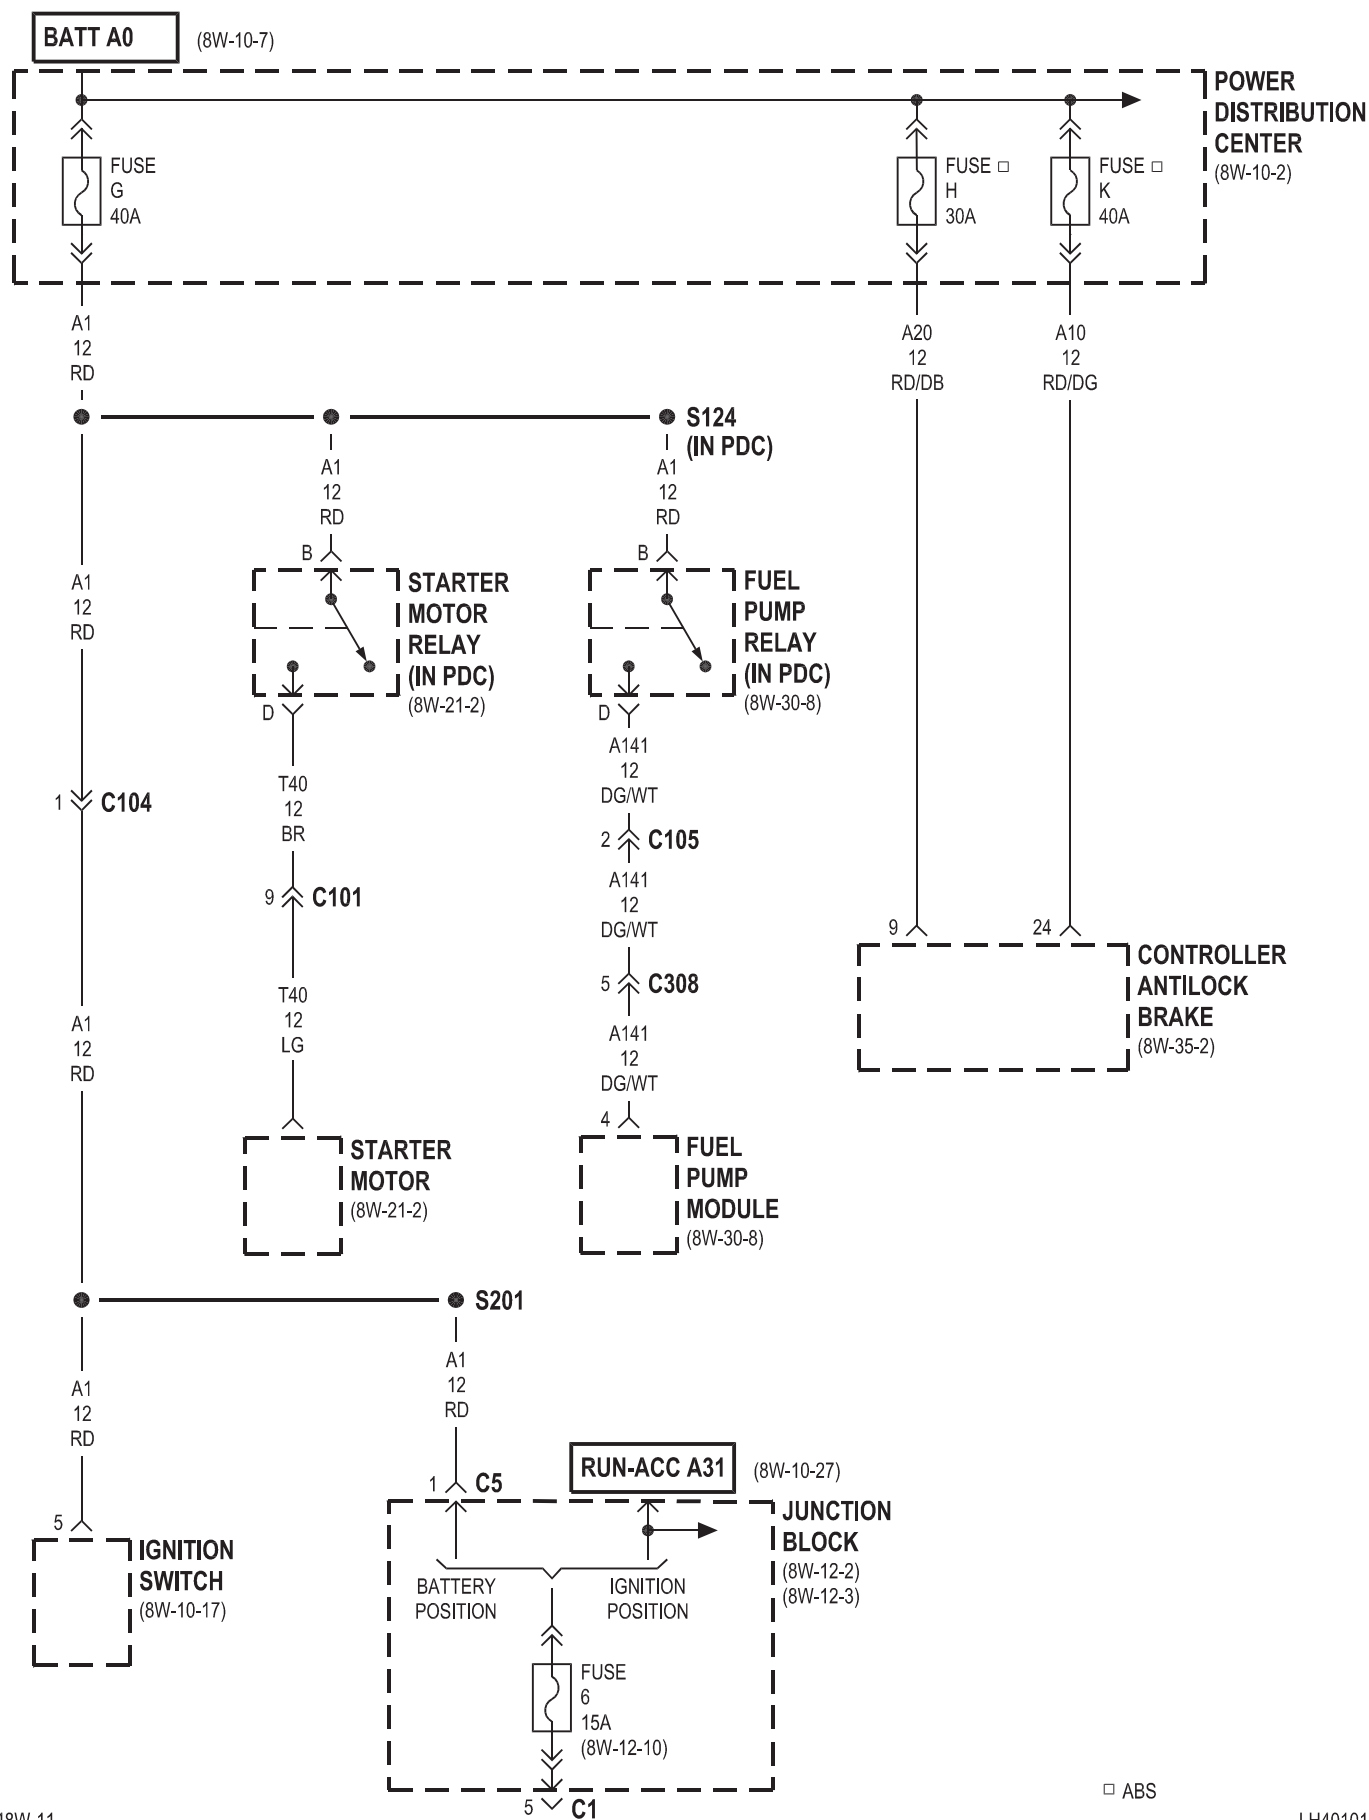 BATT A0
(8W-10-7)
POWER
DISTRIBUTION
CENTER
(8W-10-2)
FUSE
G
40A
FUSE □
H
30A
FUSE □
K
40A
A1
12
RD
A20
12
RD/DB
A10
12
RD/DG
S124
(IN PDC)
A1
12
RD
A1
12
RD
A1
12
RD
B
STARTER
MOTOR
RELAY
(IN PDC)
(8W-21-2)
D
B
FUEL
PUMP
RELAY
(IN PDC)
(8W-30-8)
D
T40
12
BR
A141
12
DG/WT
1
C104
2
C105
9
C101
A141
12
DG/WT
5
C308
A1
12
RD
T40
12
LG
A141
12
DG/WT
9
24
CONTROLLER
ANTILOCK
BRAKE
(8W-35-2)
4
STARTER
MOTOR
(8W-21-2)
FUEL
PUMP
MODULE
(8W-30-8)
S201
A1
12
RD
A1
12
RD
5
IGNITION
SWITCH
(8W-10-17)
1
C5
RUN-ACC A31
(8W-10-27)
JUNCTION
BLOCK
(8W-12-2)
(8W-12-3)
BATTERY
POSITION
IGNITION
POSITION
FUSE
6
15A
(8W-12-10)
5
C1
□ ABS